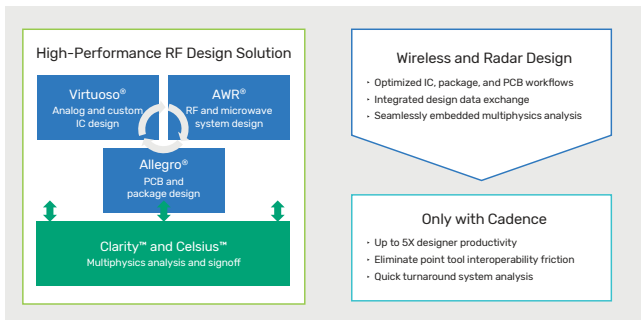 High-Performance RF Design Solution
Virtuoso®
Analog and custom
IC design
AWR®
RF and microwave
system design
Allegro®
PCB and
package design
Clarity™ and Celsius™
Multiphysics analysis and signoff
Wireless and Radar Design
‣ Optimized IC, package, and PCB workflows
‣ Integrated design data exchange
‣ Seamlessly embedded multiphysics analysis
Only with Cadence
‣ Up to 5X designer productivity
‣ Eliminate point tool interoperability friction
‣ Quick turnaround system analysis